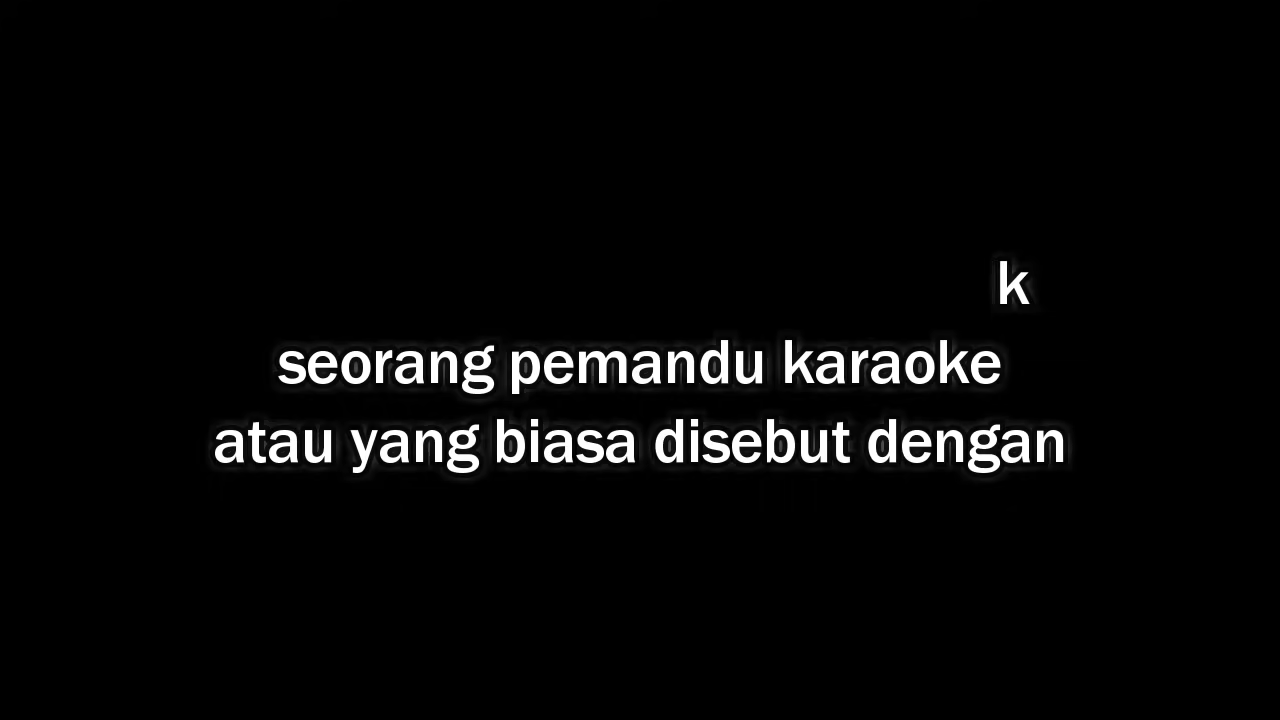 k
seorang pemandu karaoke
atau yang biasa disebut dengan